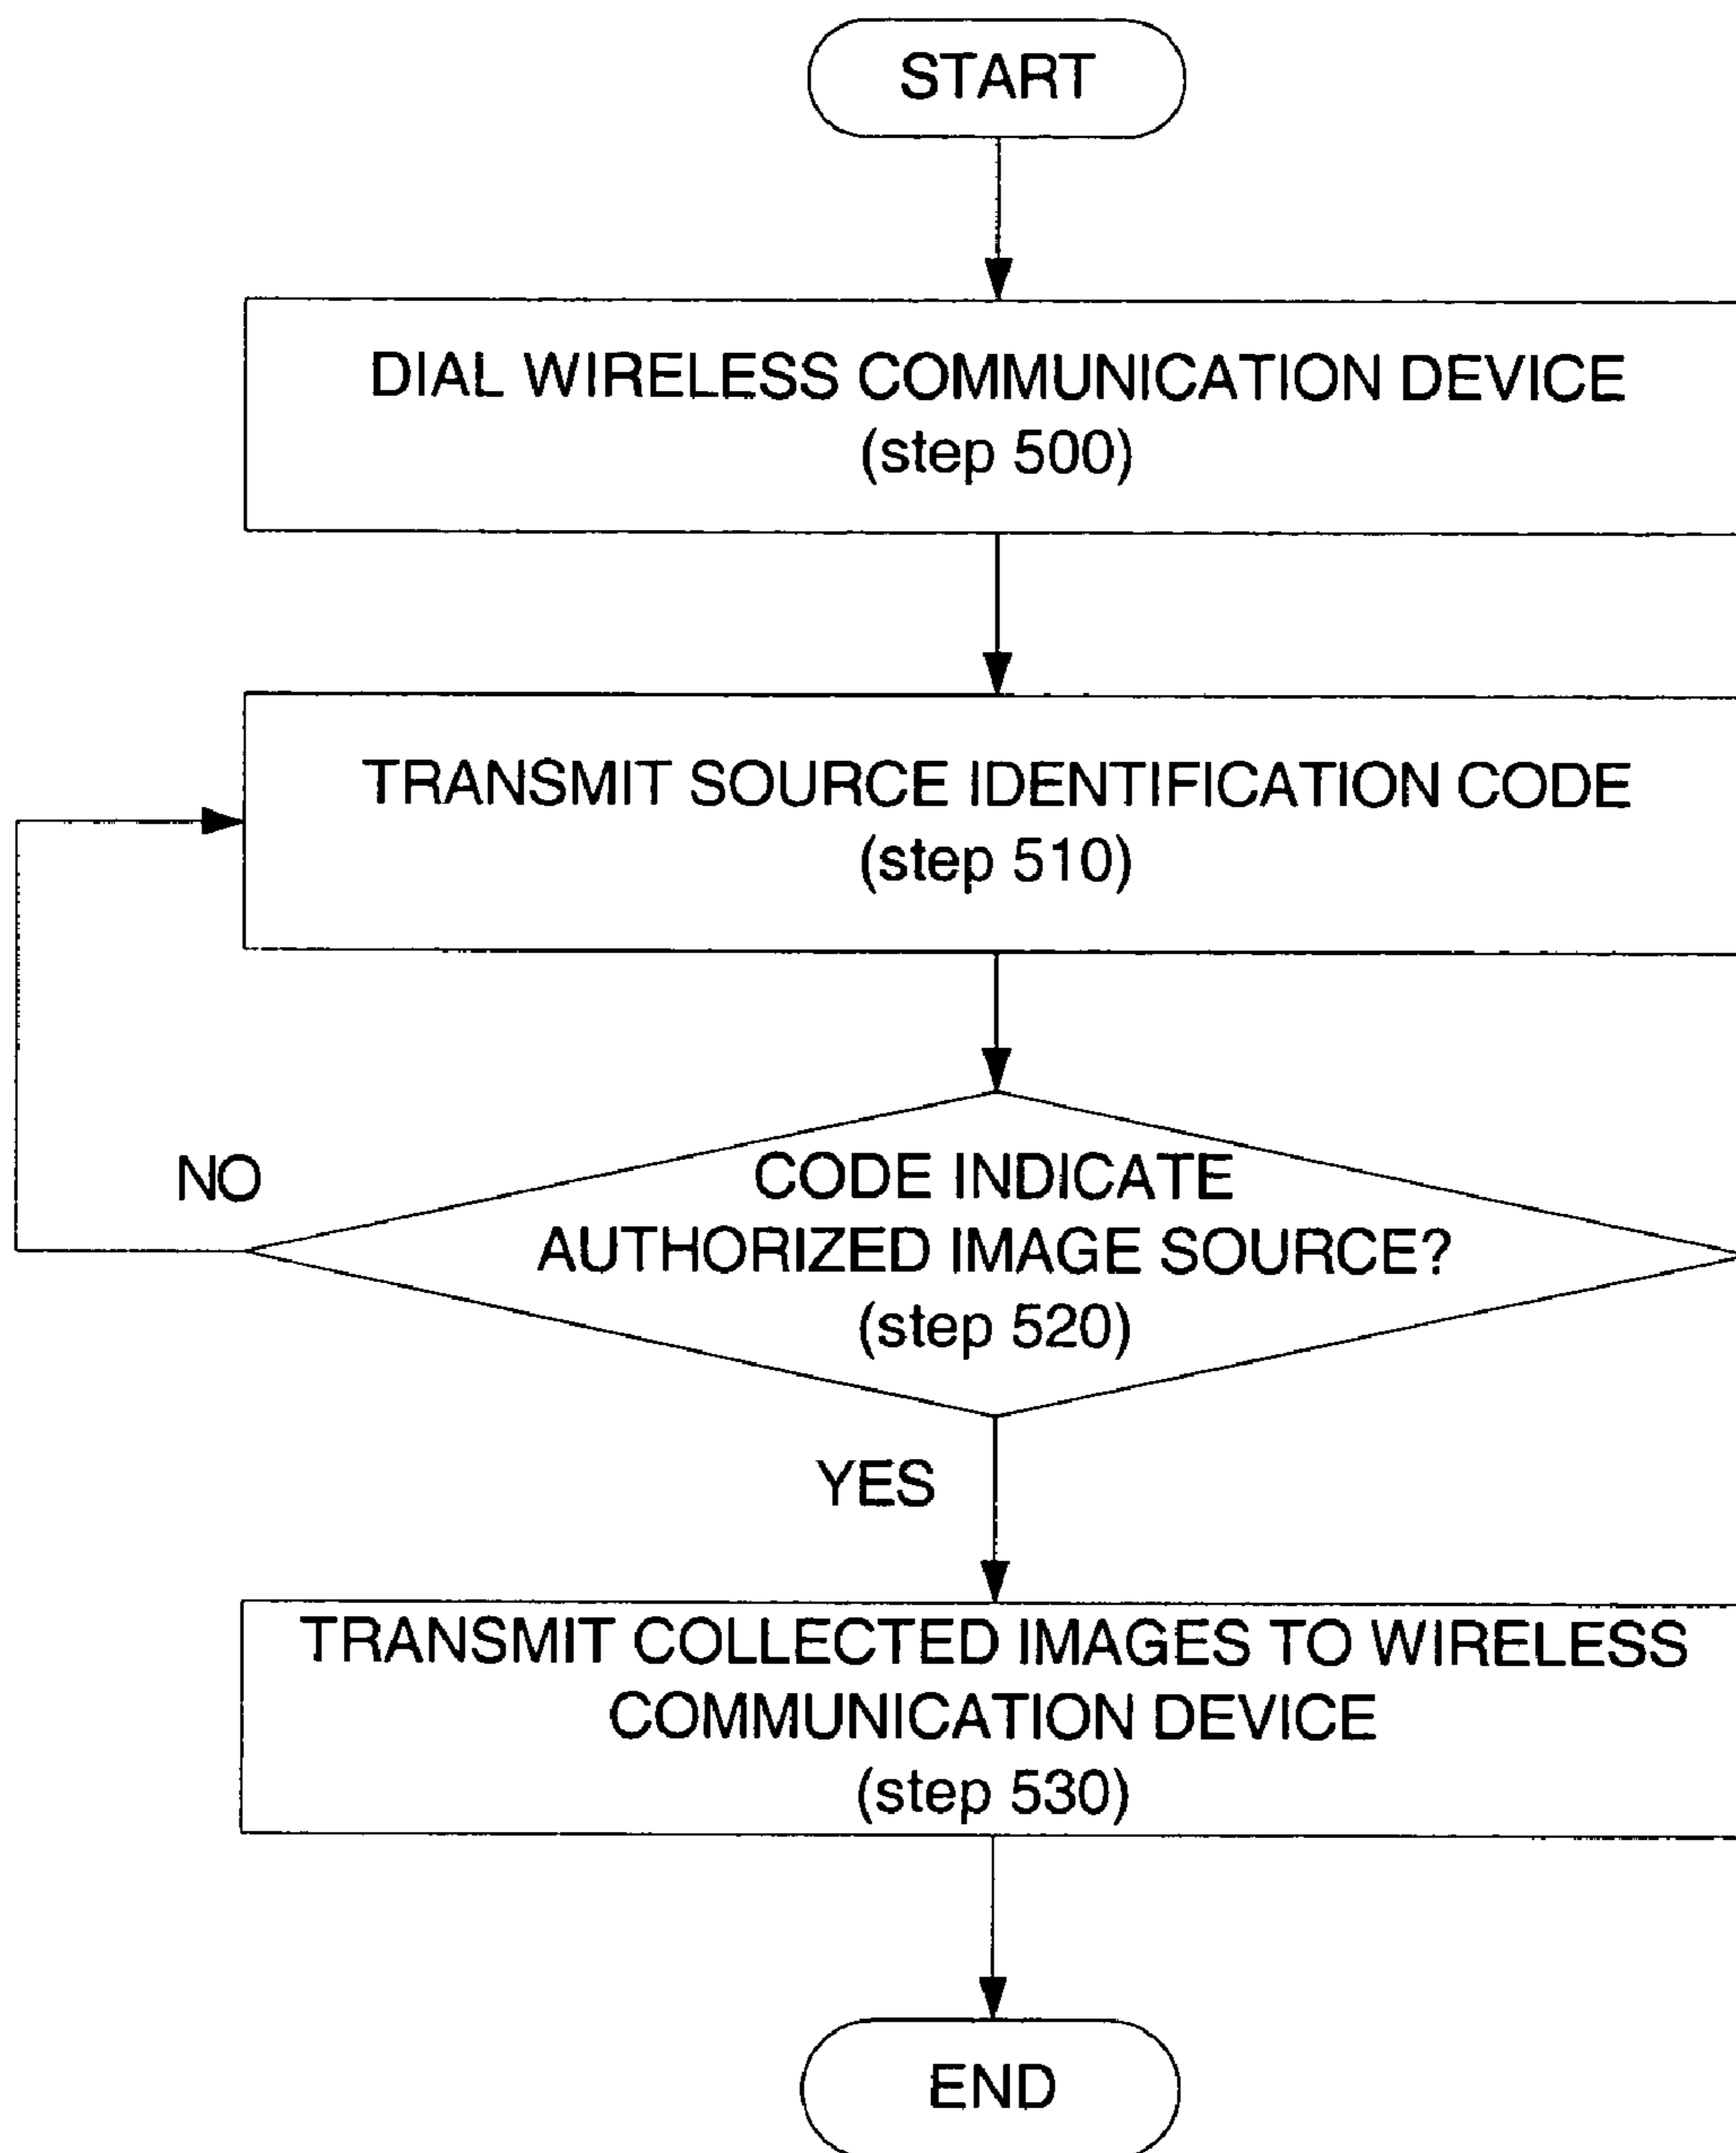 START
DIAL WIRELESS COMMUNICATION DEVICE
(step 500)
TRANSMIT SOURCE IDENTIFICATION CODE
(step 510)
NO
CODE INDICATE
AUTHORIZED IMAGE SOURCE?
(step 520)
YES
TRANSMIT COLLECTED IMAGES TO WIRELESS
COMMUNICATION DEVICE
(step 530)
END